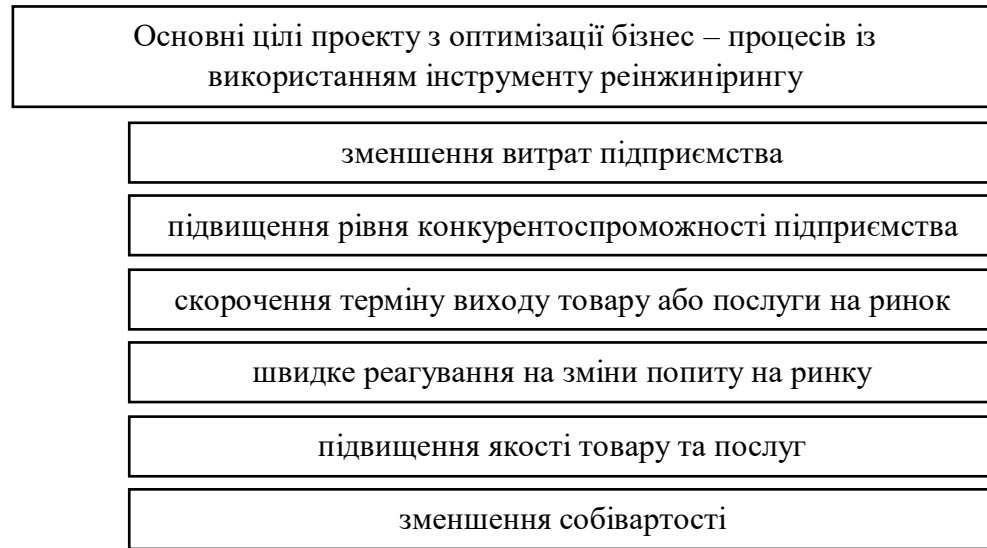 Основні цілі проекту з оптимізації бізнес – процесів із
використанням інструменту реінжинірингу
зменшення витрат підприємства
підвищення рівня конкурентоспроможності підприємства
скорочення терміну виходу товару або послуги на ринок
швидке реагування на зміни попиту на ринку
підвищення якості товару та послуг
зменшення собівартості